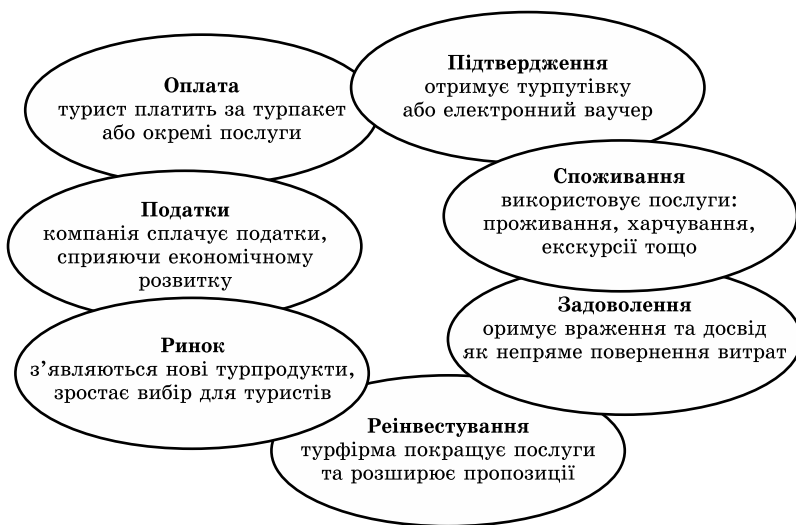 Оплата
турист платить за турпакет
або окремі послуги
Підтвердження
отримує турпутівку
або електронний ваучер
Споживання
використовує послуги:
проживання, харчування,
екскурсії тощо
Задоволення
оримує враження та досвід
як непряме повернення витрат
Реінвестування
турфірма покращує послуги
та розширює пропозиції
Ринок
з’являються нові турпродукти,
зростає вибір для туристів
Податки
компанія сплачує податки,
сприяючи економічному
розвитку